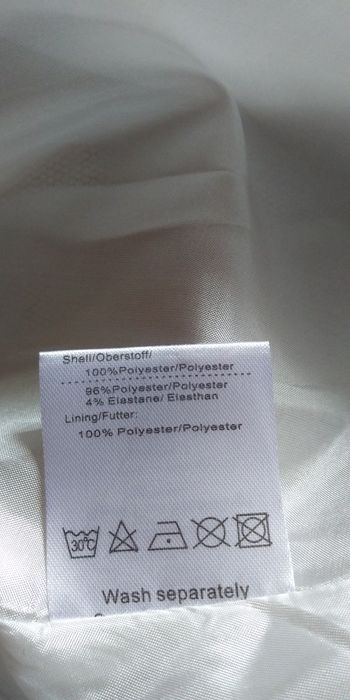 Shell/Oberstoff/
100%Polyester/Polyester
96%Polyester/Polyester
4% Elastane/ Elasthan
Lining/Futter:
100% Polyester/Polyester
30°C
Wash separately